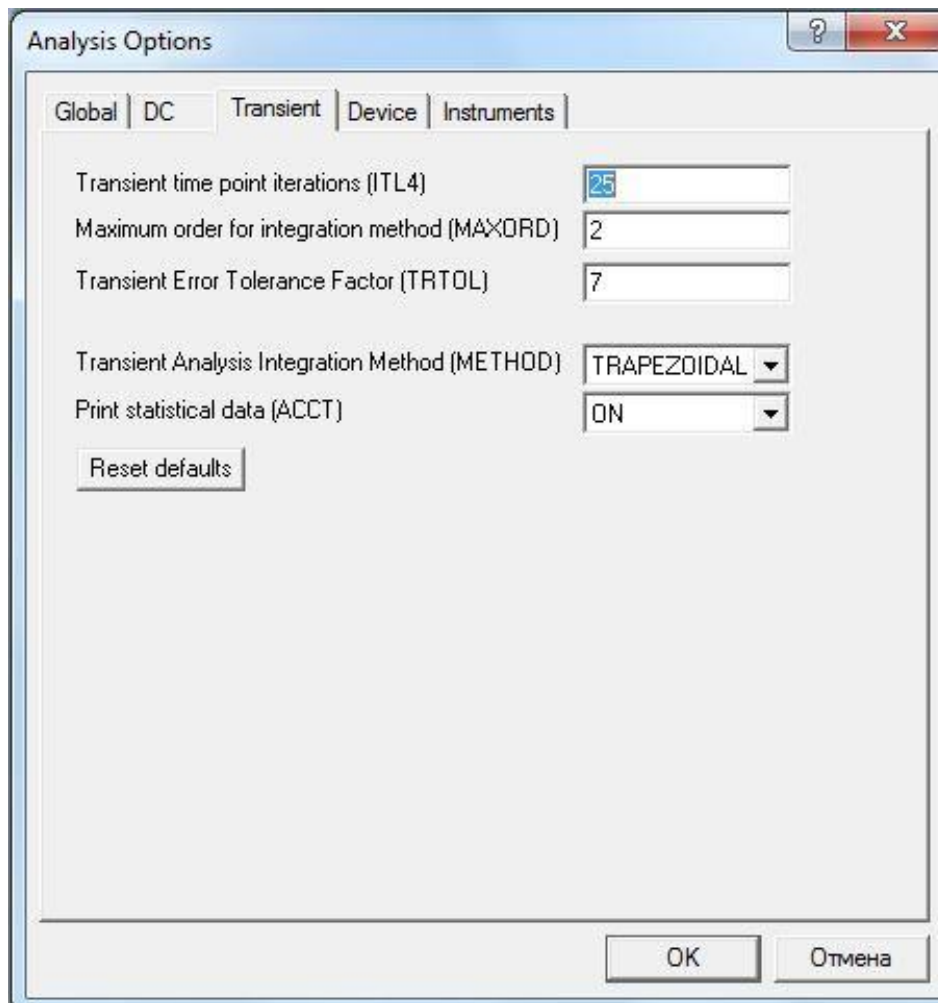 Analysis Options
?
Global DC Transient Device Instruments
Transient time point iterations (ITL4) 25
Maximum order for integration method (MAXORD) 2
Transient Error Tolerance Factor (TRTOL) 7
Transient Analysis Integration Method (METHOD) TRAPEZOIDAL
Print statistical data (ACCT) ON
Reset defaults
OK Отмена